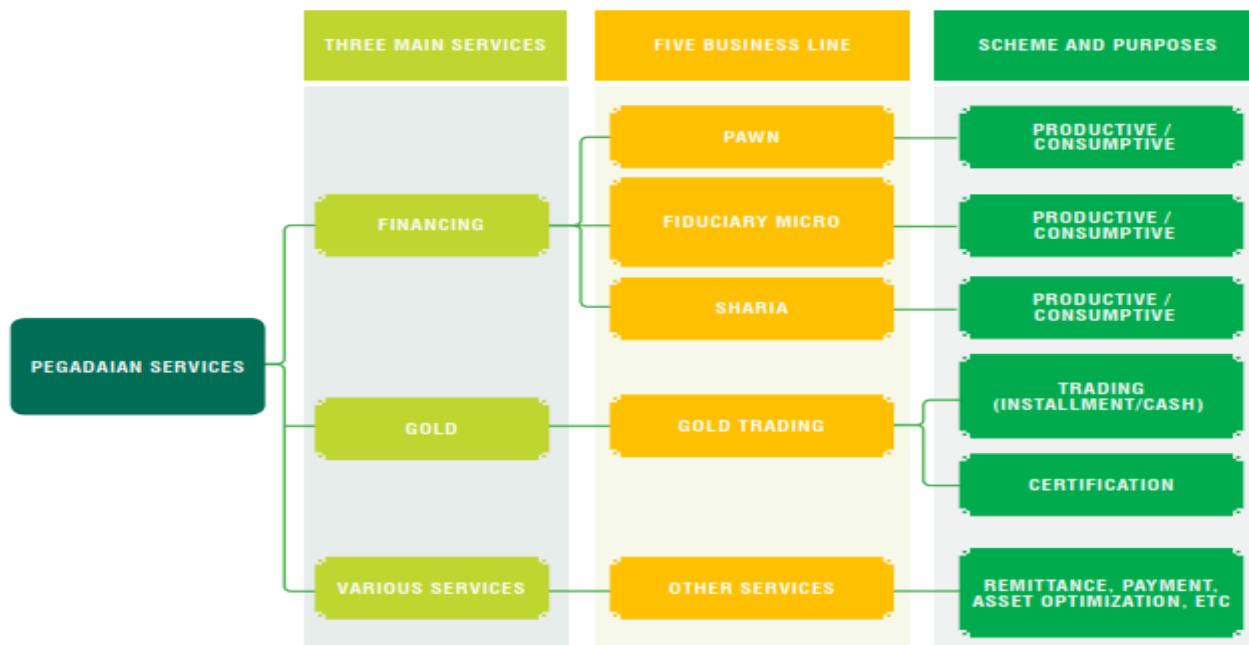 THREE MAIN SERVICES
FIVE BUSINESS LINE
SCHEME AND PURPOSES
PAWN
PRODUCTIVE /
CONSUMPTIVE
FINANCING
FIDUCIARY MICRO
PRODUCTIVE /
CONSUMPTIVE
SHARIA
PRODUCTIVE /
CONSUMPTIVE
PEGADAIAN SERVICES
TRADING
(INSTALLMENT/CASH)
GOLD
GOLD TRADING
CERTIFICATION
VARIOUS SERVICES
OTHER SERVICES
REMITTANCE, PAYMENT,
ASSET OPTIMIZATION, ETC